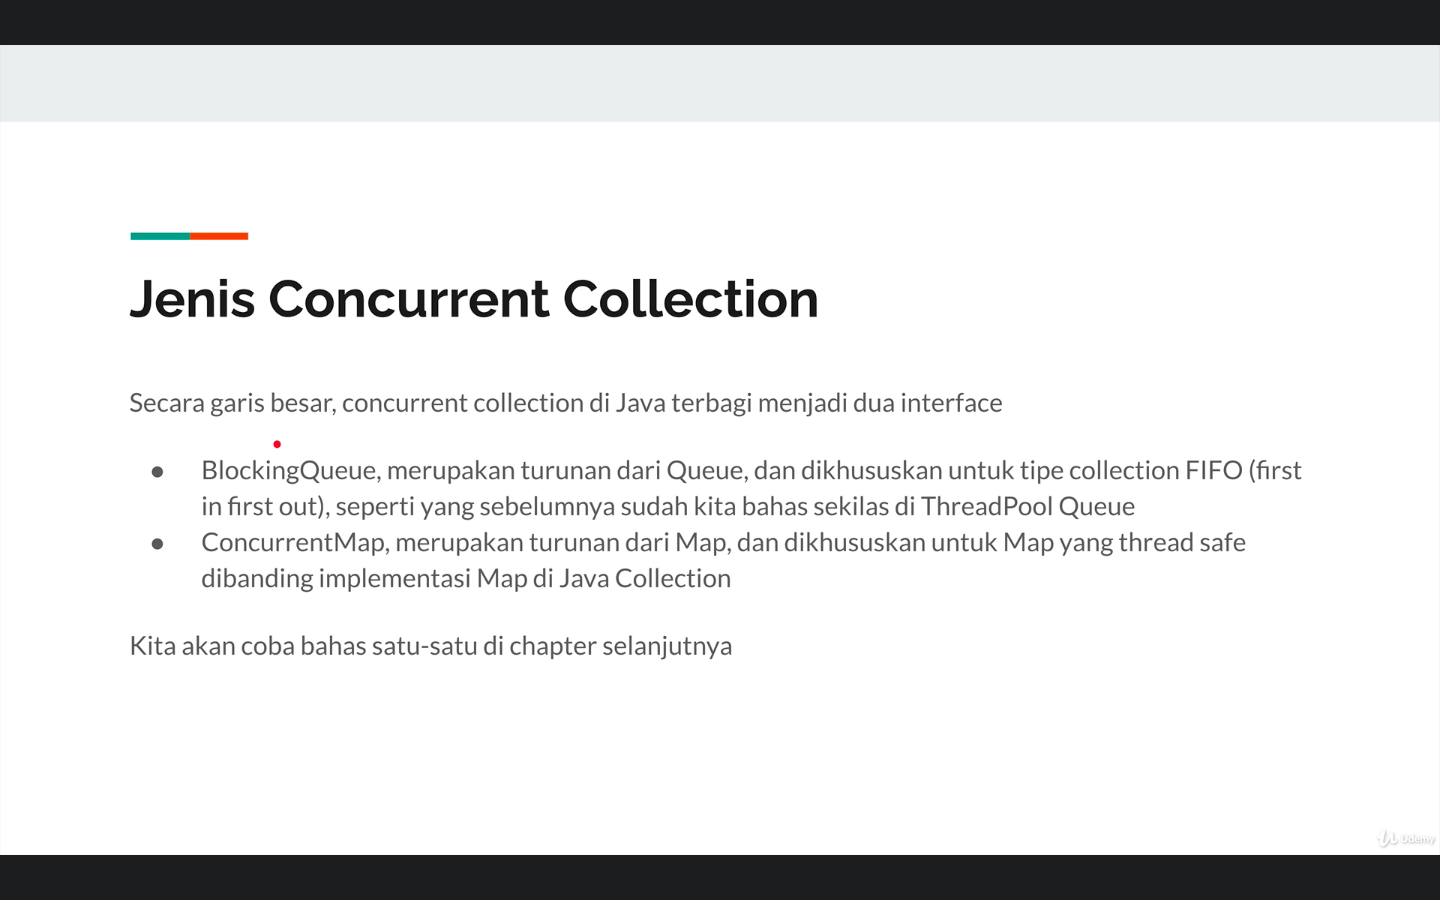 Jenis Concurrent Collection
Secara garis besar, concurrent collection di Java terbagi menjadi dua interface
● BlockingQueue, merupakan turunan dari Queue, dan dikhususkan untuk tipe collection FIFO (first
in first out), seperti yang sebelumnya sudah kita bahas sekilas di ThreadPool Queue
● ConcurrentMap, merupakan turunan dari Map, dan dikhususkan untuk Map yang thread safe
dibanding implementasi Map di Java Collection
Kita akan coba bahas satu-satu di chapter selanjutnya
Udemy